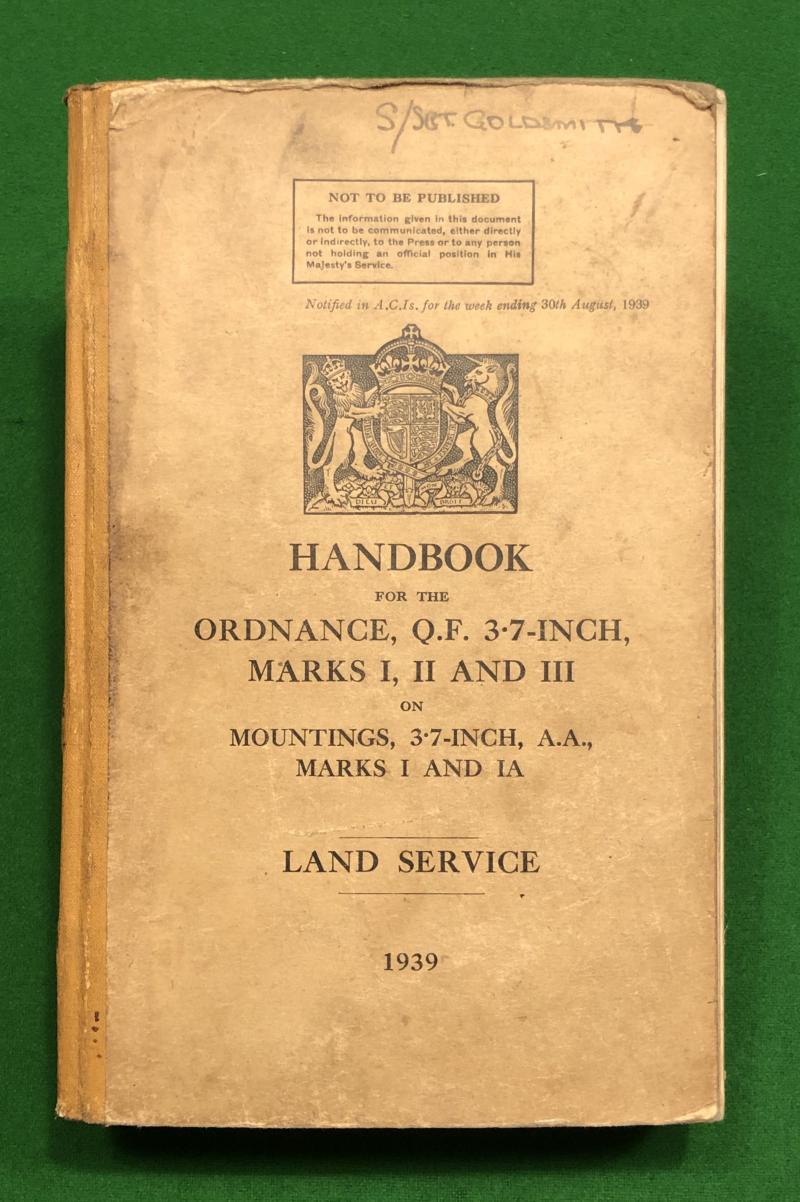 S/SGT. GOLDSMITH
NOT TO BE PUBLISHED
The information given in this document
is not to be communicated, either directly
or indirectly, to the Press or to any person
not holding an official position in His
Majesty's Service.
Notified in A.C.Is. for the week ending 30th August, 1939
DIEU DROIT
HANDBOOK
FOR THE
ORDNANCE, Q.F. 3·7-INCH,
MARKS I, II AND III
ON
MOUNTINGS, 3·7-INCH, A.A.,
MARKS I AND IA
LAND SERVICE
1939